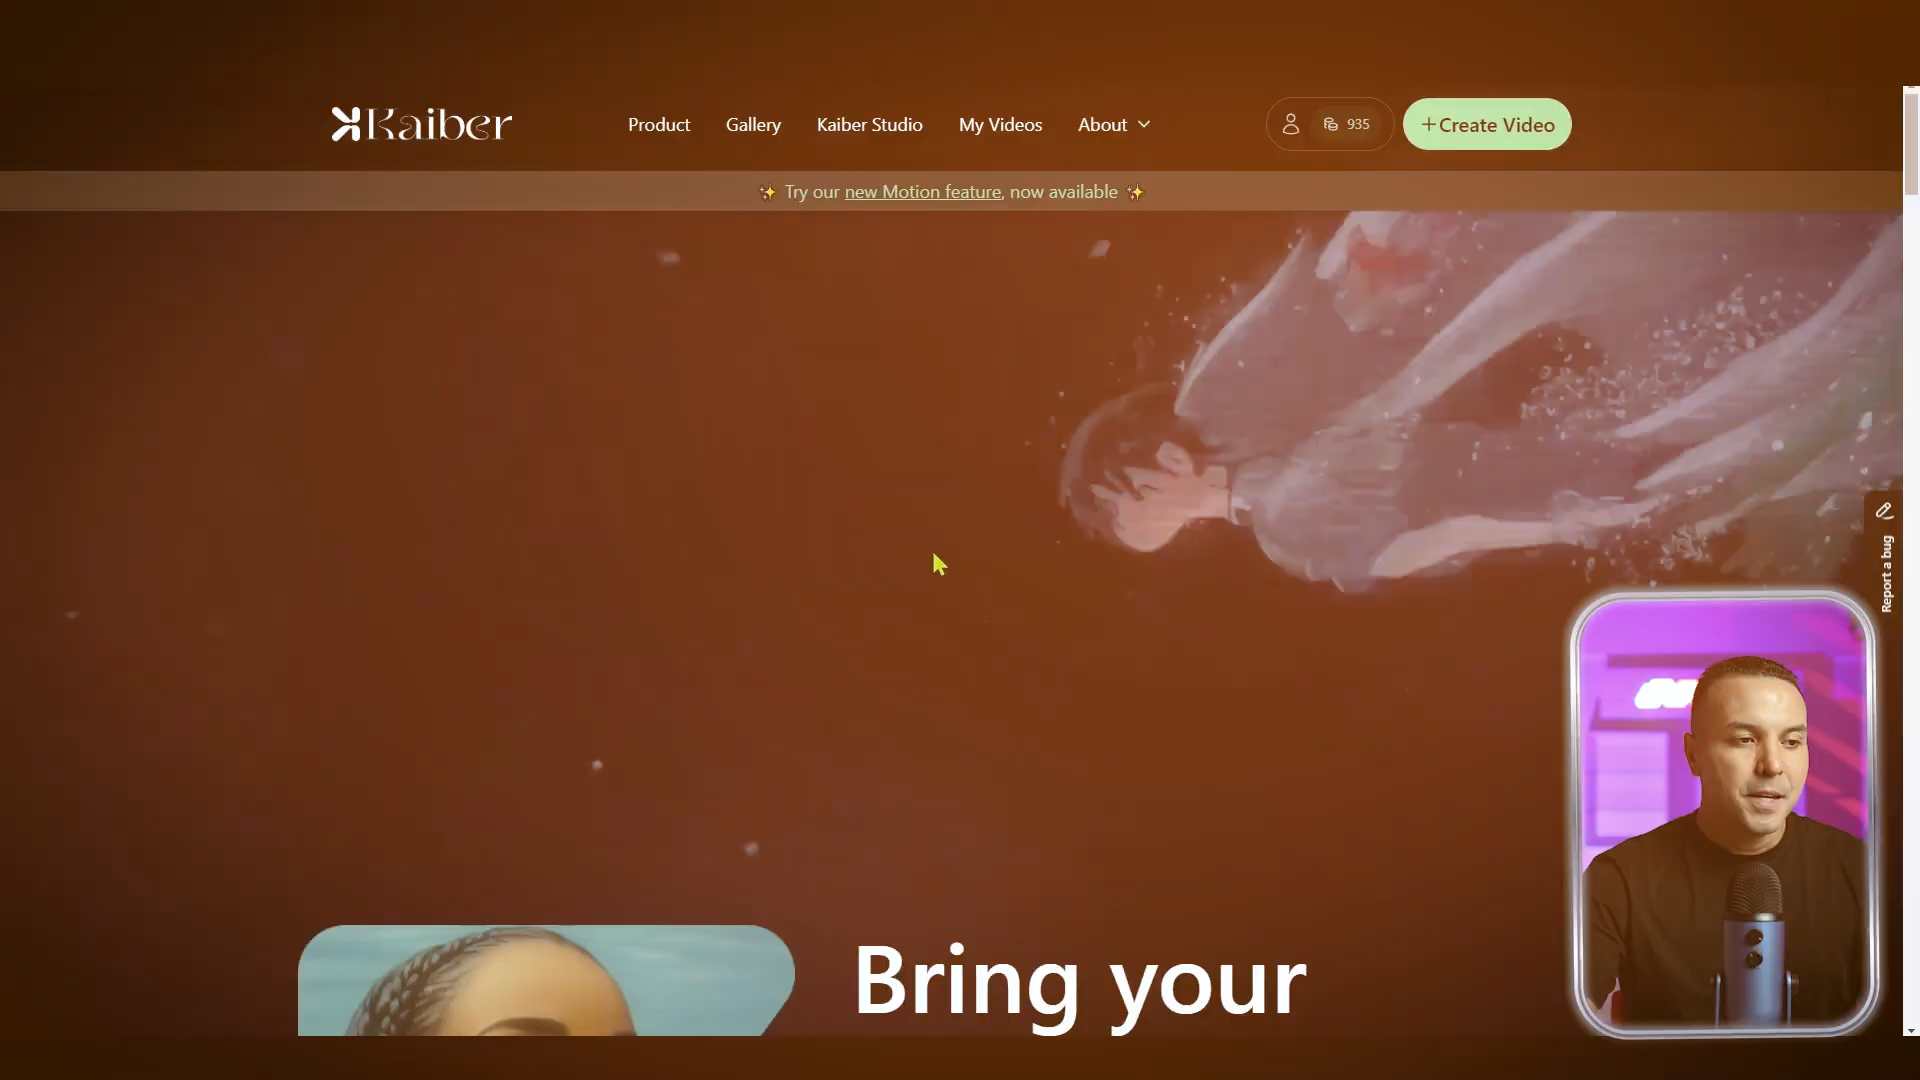 Kaiber
Product
Gallery
Kaiber Studio
My Videos
About
935
+Create Video
✨ Try our new Motion feature, now available ✨
Report a bug
Bring your